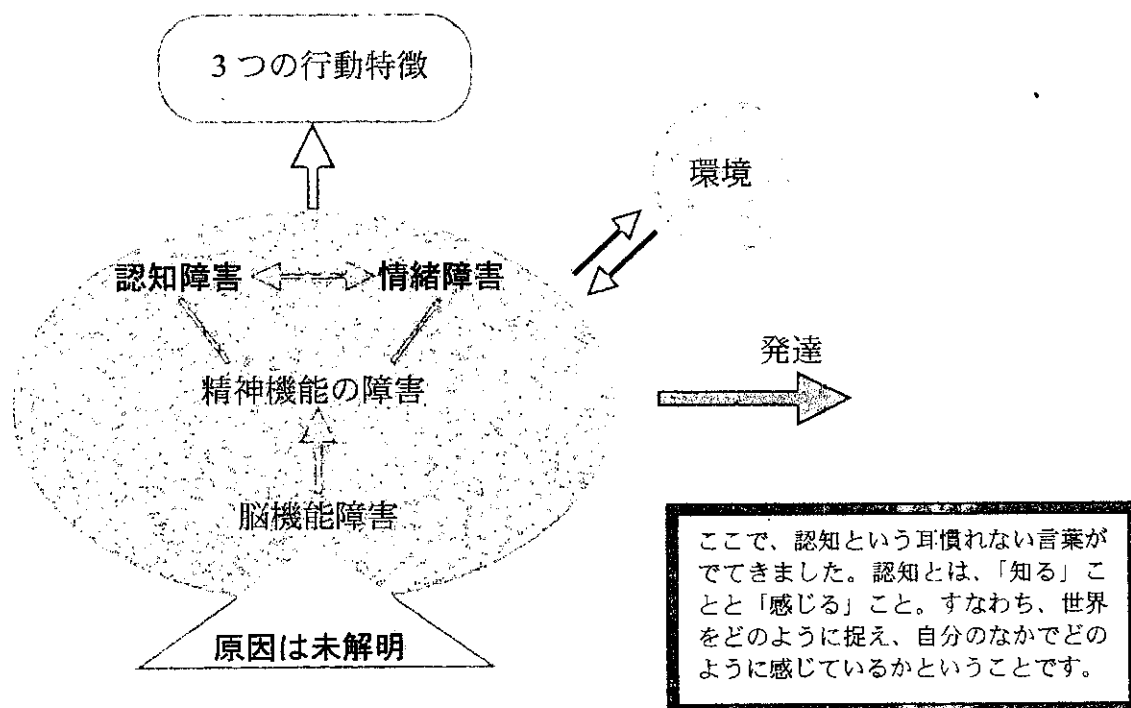 3つの行動特徴
環境
認知障害
情緒障害
発達
精神機能の障害
脳機能障害
原因は未解明
ここで、認知という耳慣れない言葉が
でてきました。認知とは、「知る」こ
とと「感じる」こと。すなわち、世界
をどのように捉え、自分のなかでどの
ように感じているかということです。